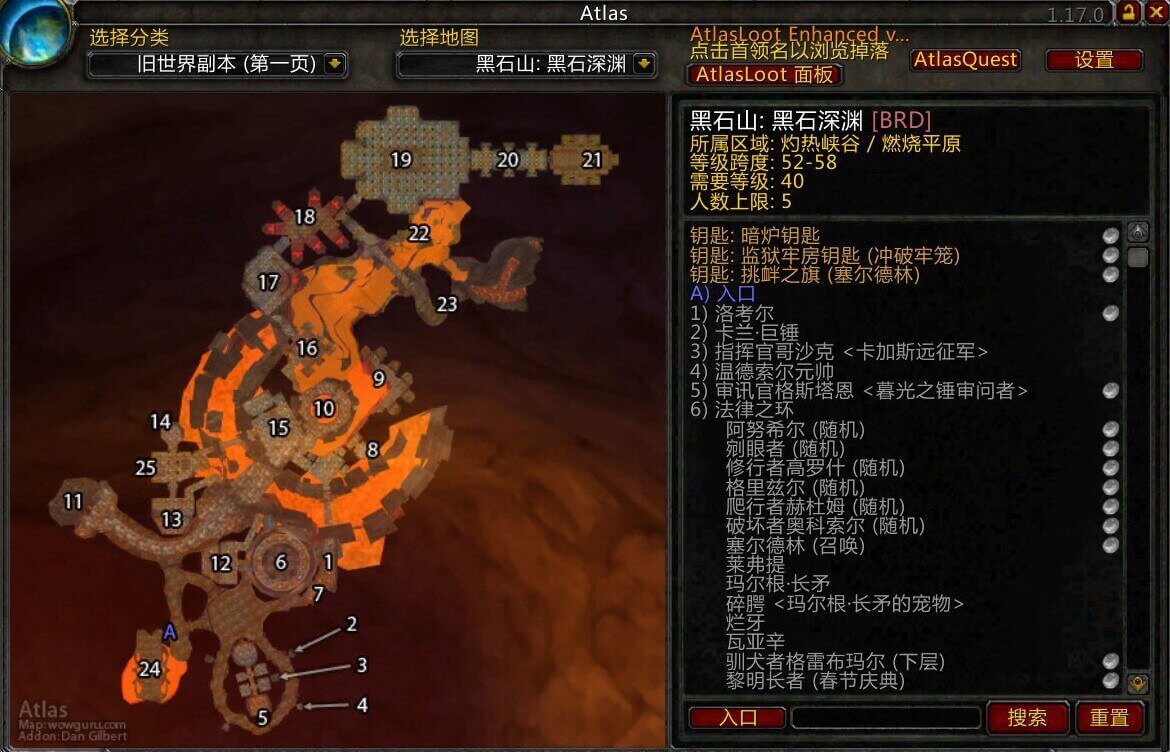 Atlas
1.17.0
选择分类
旧世界副本 (第一页)
选择地图
黑石山: 黑石深渊
AtlasLoot Enhanced v...
点击首领名以浏览掉落
AtlasLoot 面板
AtlasQuest
设置
黑石山: 黑石深渊 [BRD]
所属区域: 灼热峡谷 / 燃烧平原
等级跨度: 52-58
需要等级: 40
人数上限: 5
钥匙: 暗炉钥匙
钥匙: 监狱牢房钥匙 (冲破牢笼)
钥匙: 挑衅之旗 (塞尔德林)
A) 入口
1) 洛考尔
2) 卡兰·巨锤
3) 指挥官哥沙克 <卡加斯远征军>
4) 温德索尔元帅
5) 审讯官格斯塔恩 <暮光之锤审问者>
6) 法律之环
阿努希尔 (随机)
剜眼者 (随机)
修行者高罗什 (随机)
格里兹尔 (随机)
爬行者赫杜姆 (随机)
破坏者奥科索尔 (随机)
塞尔德林 (召唤)
莱弗提
玛尔根·长矛
碎腭 <玛尔根·长矛的宠物>
烂牙
瓦亚辛
驯犬者格雷布玛尔 (下层)
黎明长者 (春节庆典)
入口
搜索
重置
19
20
21
18
22
17
23
16
9
10
14
15
8
25
11
13
12
6
1
7
A
2
24
3
4
5
Atlas
Map: wowguru.com
Addon: Dan Gilbert